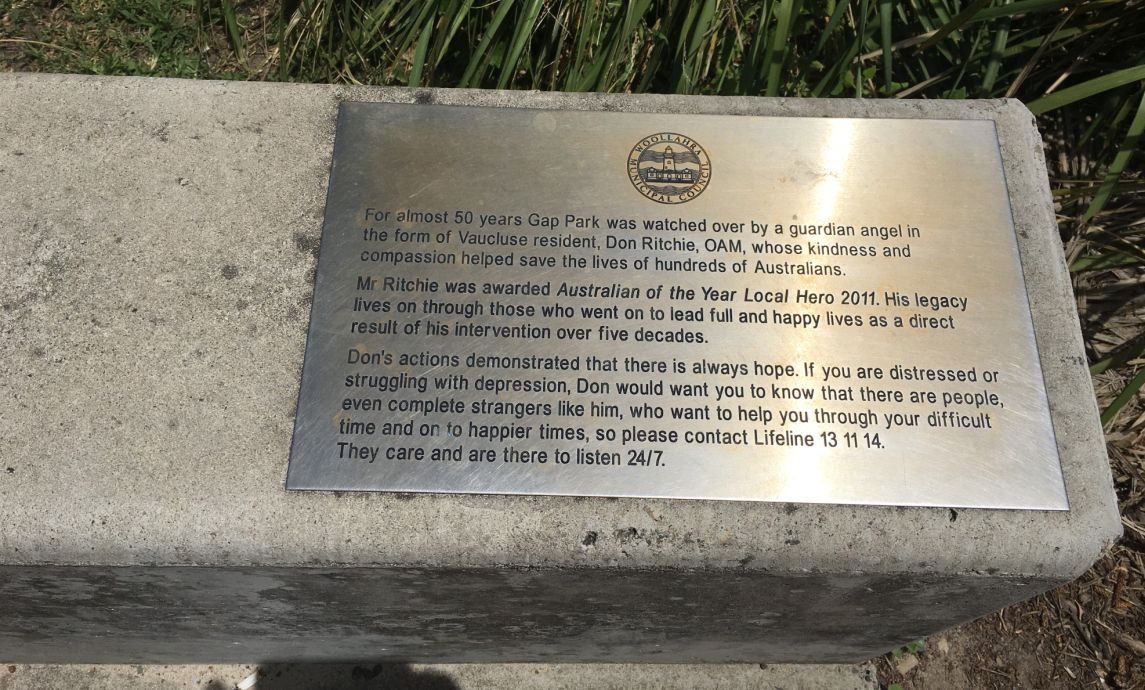 WOOLLAHRA
MUNICIPAL COUNCIL
For almost 50 years Gap Park was watched over by a guardian angel in
the form of Vaucluse resident, Don Ritchie, OAM, whose kindness and
compassion helped save the lives of hundreds of Australians.
Mr Ritchie was awarded Australian of the Year Local Hero 2011. His legacy
lives on through those who went on to lead full and happy lives as a direct
result of his intervention over five decades.
Don's actions demonstrated that there is always hope. If you are distressed or
struggling with depression, Don would want you to know that there are people,
even complete strangers like him, who want to help you through your difficult
time and on to happier times, so please contact Lifeline 13 11 14.
They care and are there to listen 24/7.